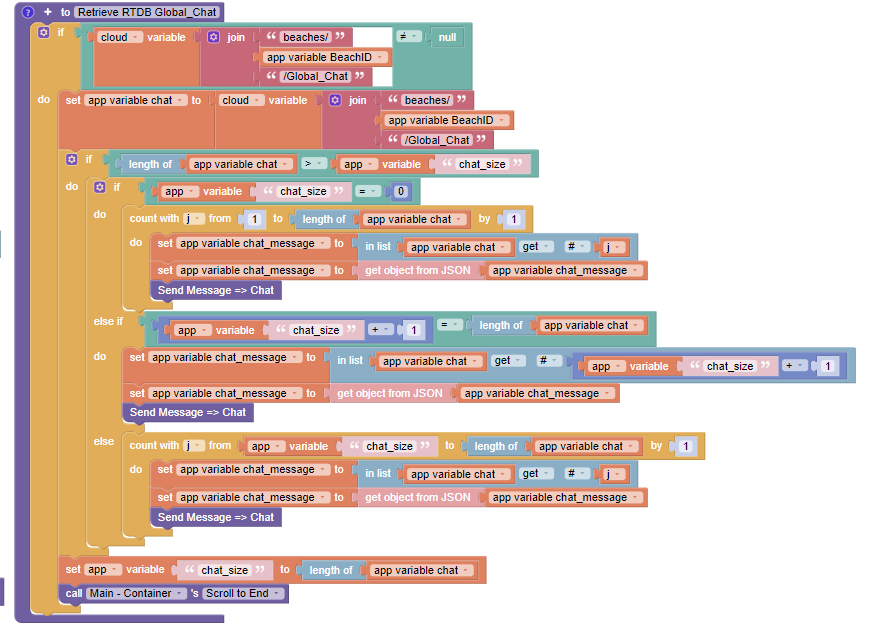 ? + to Retrieve RTDB Global_Chat
if cloud variable join “ beaches/ ” ≠ null
app variable BeachID
“ /Global_Chat ”
do set app variable chat to cloud variable join “ beaches/ ”
app variable BeachID
“ /Global_Chat ”
if length of app variable chat > app variable “ chat_size ”
do if app variable “ chat_size ” = 0
do count with j from 1 to length of app variable chat by 1
do set app variable chat_message to in list app variable chat get # j
set app variable chat_message to get object from JSON app variable chat_message
Send Message => Chat
else if app variable “ chat_size ” + 1 = length of app variable chat
do set app variable chat_message to in list app variable chat get # app variable “ chat_size ” + 1
set app variable chat_message to get object from JSON app variable chat_message
Send Message => Chat
else count with j from app variable “ chat_size ” to length of app variable chat by 1
do set app variable chat_message to in list app variable chat get # j
set app variable chat_message to get object from JSON app variable chat_message
Send Message => Chat
set app variable “ chat_size ” to length of app variable chat
call Main - Container 's Scroll to End